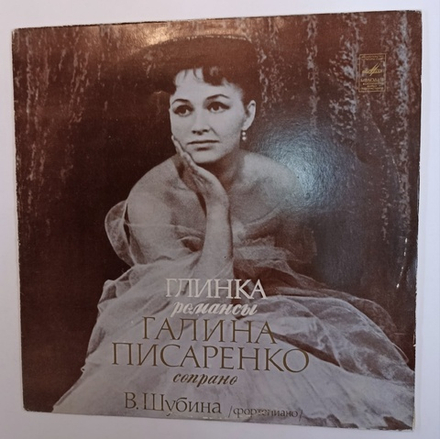 ГЛИНКА
романсы
ГАЛИНА
ПИСАРЕНКО
сопрано
В. Шубина /фортепиано/